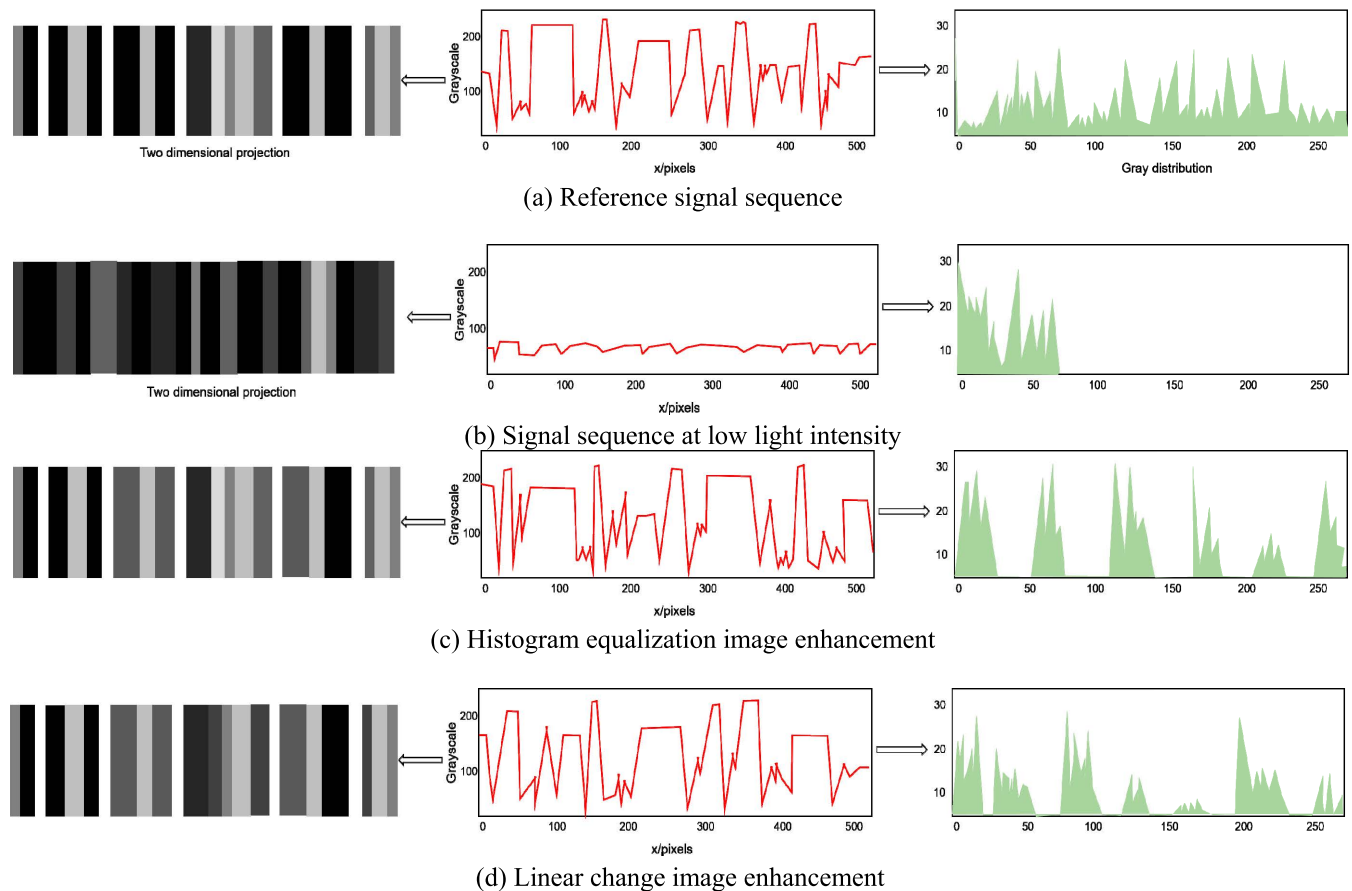 200
100
Grayscale
0 100 200 300 400 500
x/pixels
30
20
10
0 50 100 150 200 250
Gray distribution
Two dimensional projection
(a) Reference signal sequence
200
100
Grayscale
0 100 200 300 400 500
x/pixels
30
20
10
0 50 100 150 200 250
Two dimensional projection
(b) Signal sequence at low light intensity
200
100
Grayscale
0 100 200 300 400 500
x/pixels
30
20
10
0 50 100 150 200 250
(c) Histogram equalization image enhancement
200
100
Grayscale
0 100 200 300 400 500
x/pixels
30
20
10
0 50 100 150 200 250
(d) Linear change image enhancement